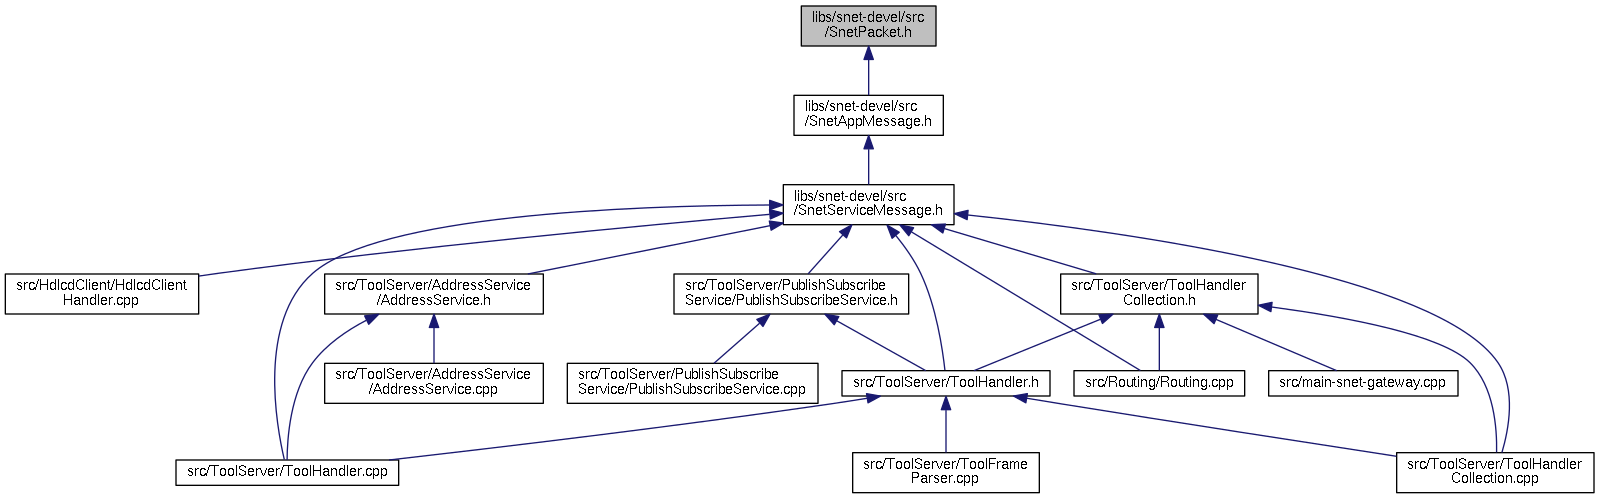 libs/snet-devel/src
/SnetPacket.h
libs/snet-devel/src
/SnetAppMessage.h
libs/snet-devel/src
/SnetServiceMessage.h
src/HdlcdClient/HdlcdClient
Handler.cpp
src/ToolServer/AddressService
/AddressService.h
src/ToolServer/PublishSubscribe
Service/PublishSubscribeService.h
src/ToolServer/ToolHandler
Collection.h
src/ToolServer/AddressService
/AddressService.cpp
src/ToolServer/PublishSubscribe
Service/PublishSubscribeService.cpp
src/ToolServer/ToolHandler.h
src/Routing/Routing.cpp
src/main-snet-gateway.cpp
src/ToolServer/ToolHandler.cpp
src/ToolServer/ToolFrame
Parser.cpp
src/ToolServer/ToolHandler
Collection.cpp